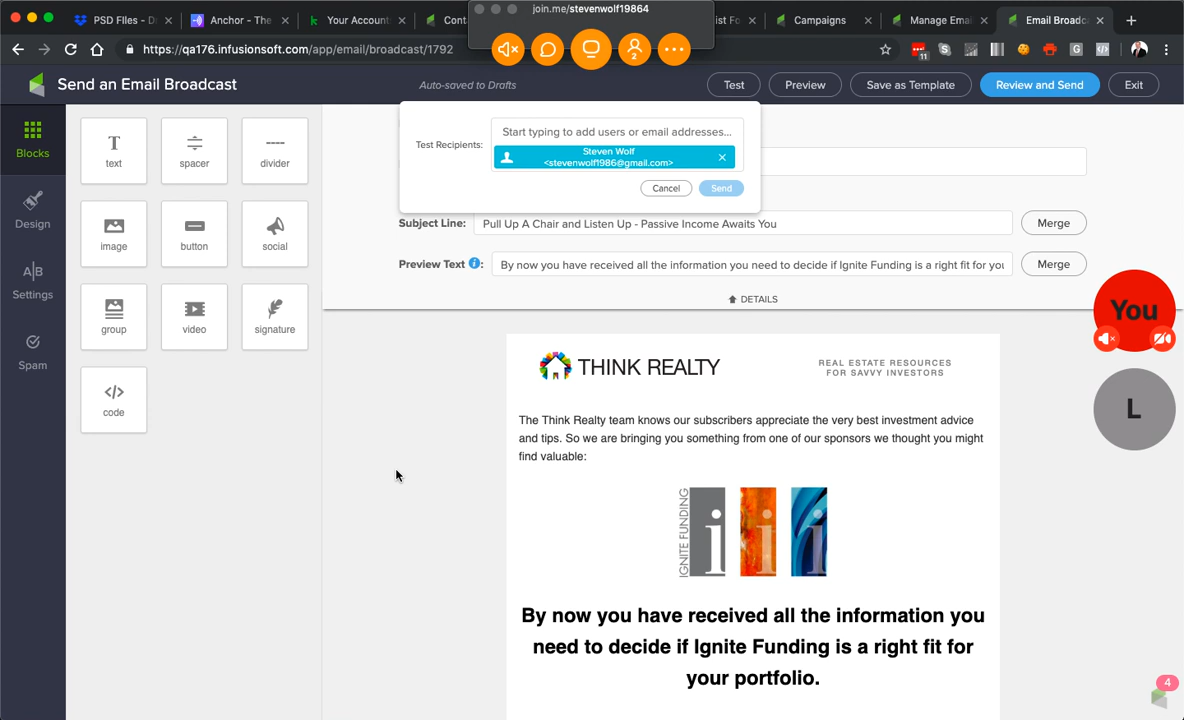 join.me/stevenwolf19864
PSD Files - D
Anchor - The
Your Account
Cont
ist Fo
Campaigns
Manage Emai
Email Broadc
https://qa176.infusionsoft.com/app/email/broadcast/1792
2
11
Send an Email Broadcast
Auto-saved to Drafts
Test
Preview
Save as Template
Review and Send
Exit
Blocks
Design
A|B
Settings
Spam
T
text
spacer
divider
image
button
social
group
video
signature
</>
code
Test Recipients:
Start typing to add users or email addresses...
Steven Wolf
<stevenwolf1986@gmail.com>
Cancel
Send
Subject Line:
Pull Up A Chair and Listen Up - Passive Income Awaits You
Merge
Preview Text
i
:
By now you have received all the information you need to decide if Ignite Funding is a right fit for you
Merge
DETAILS
You
L
THINK REALTY
REAL ESTATE RESOURCES
FOR SAVVY INVESTORS
The Think Realty team knows our subscribers appreciate the very best investment advice
and tips. So we are bringing you something from one of our sponsors we thought you might
find valuable:
IGNITE FUNDING
i i i
By now you have received all the information you
need to decide if Ignite Funding is a right fit for
your portfolio.
4